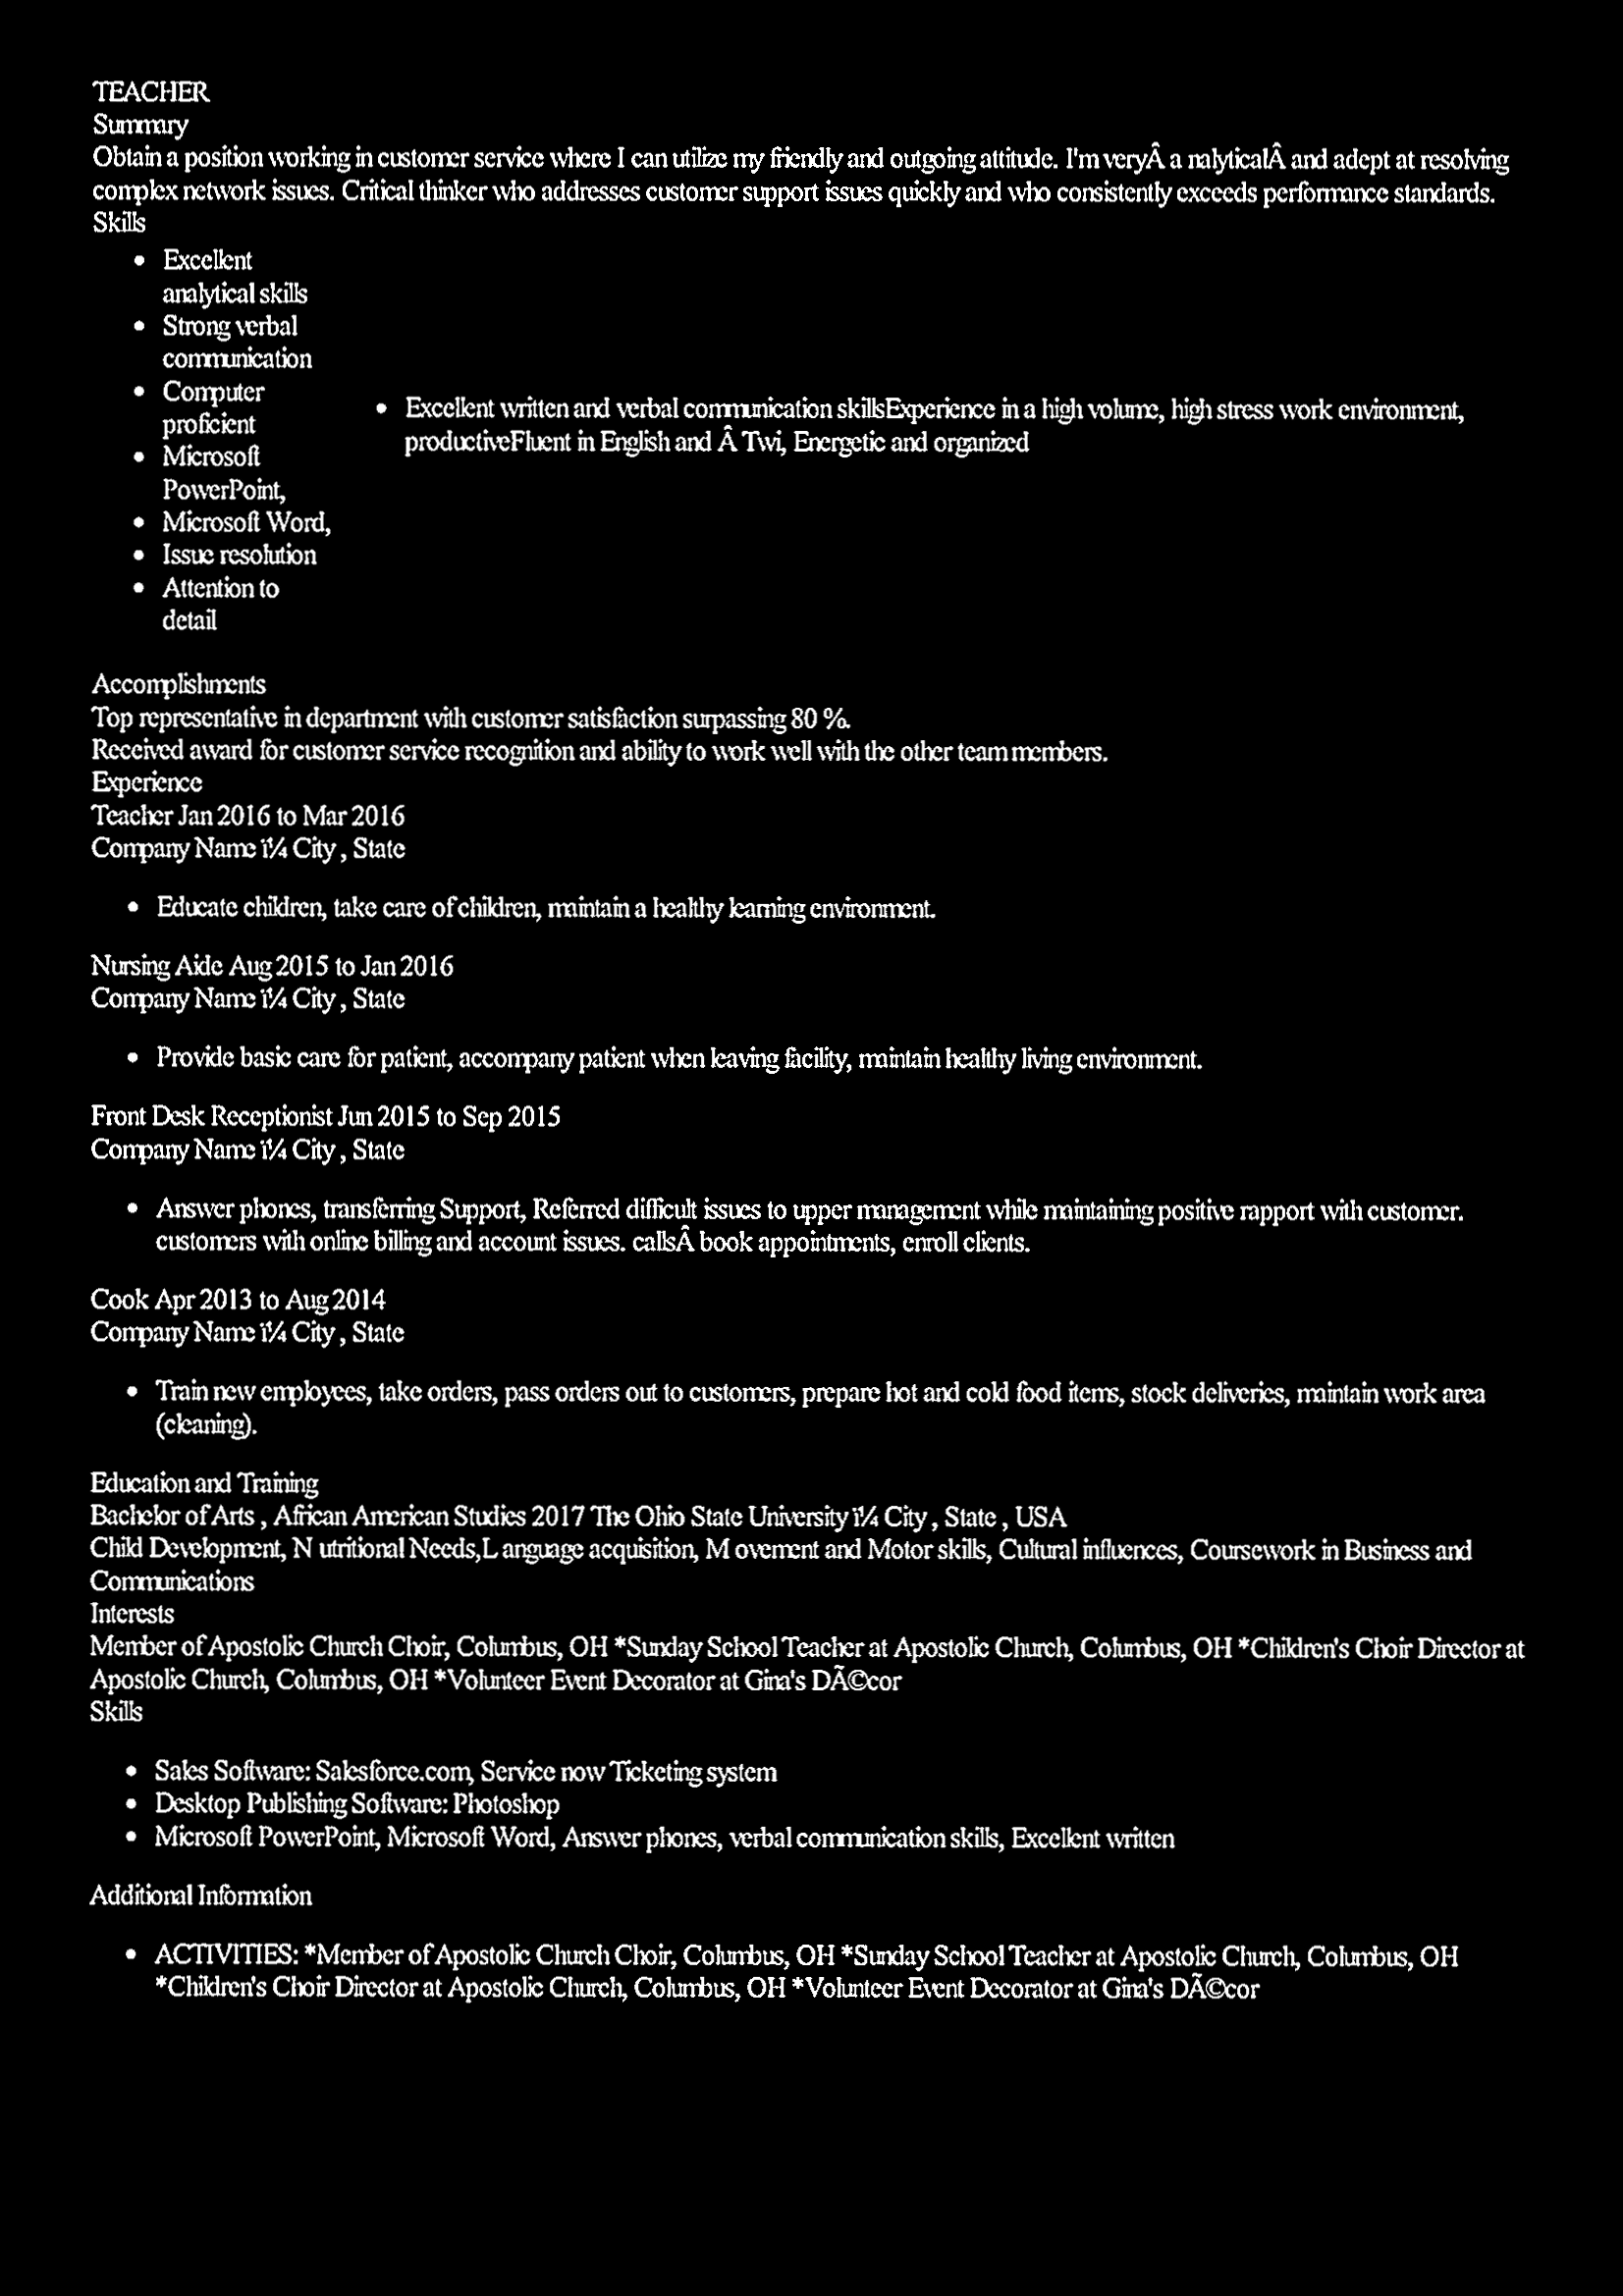 TEACHER
Summary
Obtain a position working in customer service where I can utilize my friendly and outgoing attitude. I'm veryÂ a nalyticalÂ and adept at resolving
complex network issues. Critical thinker who addresses customer support issues quickly and who consistently exceeds performance standards.
Skills
• Excellent
analytical skills
• Strong verbal
communication
• Computer
proficient
• Microsoft
PowerPoint,
• Microsoft Word,
• Issue resolution
• Attention to
detail
• Excellent written and verbal communication skillsExperience in a high volume, high stress work environment,
productiveFluent in English and Â Twi, Energetic and organized
Accomplishments
Top representative in department with customer satisfaction surpassing 80 %.
Received award for customer service recognition and ability to work well with the other team members.
Experience
Teacher Jan 2016 to Mar 2016
Company Name ï¼ City , State
• Educate children, take care of children, maintain a healthy learning environment.
Nursing Aide Aug 2015 to Jan 2016
Company Name ï¼ City , State
• Provide basic care for patient, accompany patient when leaving facility, maintain healthy living environment.
Front Desk Receptionist Jun 2015 to Sep 2015
Company Name ï¼ City , State
• Answer phones, transferring Support, Referred difficult issues to upper management while maintaining positive rapport with customer.
customers with online billing and account issues. callsÂ book appointments, enroll clients.
Cook Apr 2013 to Aug 2014
Company Name ï¼ City , State
• Train new employees, take orders, pass orders out to customers, prepare hot and cold food items, stock deliveries, maintain work area
(cleaning).
Education and Training
Bachelor of Arts , African American Studies 2017 The Ohio State University ï¼ City , State , USA
Child Development, N utritional Needs,L anguage acquisition, M ovement and Motor skills, Cultural influences, Coursework in Business and
Communications
Interests
Member of Apostolic Church Choir, Columbus, OH *Sunday School Teacher at Apostolic Church, Columbus, OH *Children's Choir Director at
Apostolic Church, Columbus, OH *Volunteer Event Decorator at Gina's DÃ©cor
Skills
• Sales Software: Salesforce.com, Service now Ticketing system
• Desktop Publishing Software: Photoshop
• Microsoft PowerPoint, Microsoft Word, Answer phones, verbal communication skills, Excellent written
Additional Information
• ACTIVITIES: *Member of Apostolic Church Choir, Columbus, OH *Sunday School Teacher at Apostolic Church, Columbus, OH
*Children's Choir Director at Apostolic Church, Columbus, OH *Volunteer Event Decorator at Gina's DÃ©cor